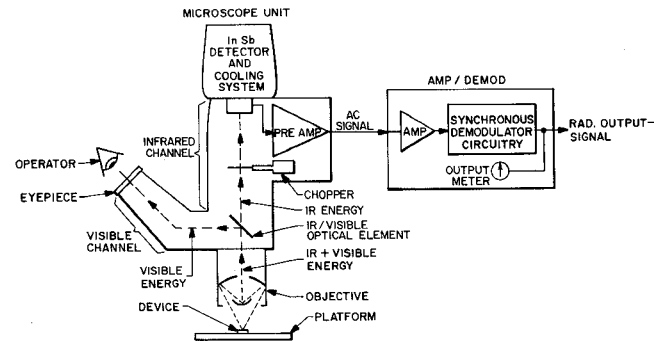 MICROSCOPE UNIT
In Sb
DETECTOR
AND
COOLING
SYSTEM
AMP / DEMOD
INFRARED
CHANNEL
PRE AMP
AC
SIGNAL
AMP
SYNCHRONOUS
DEMODULATOR
CIRCUITRY
RAD. OUTPUT-
SIGNAL
OUTPUT
METER
OPERATOR
EYEPIECE
CHOPPER
IR ENERGY
IR/VISIBLE
OPTICAL ELEMENT
VISIBLE
CHANNEL
VISIBLE
ENERGY
IR + VISIBLE
ENERGY
OBJECTIVE
DEVICE
PLATFORM